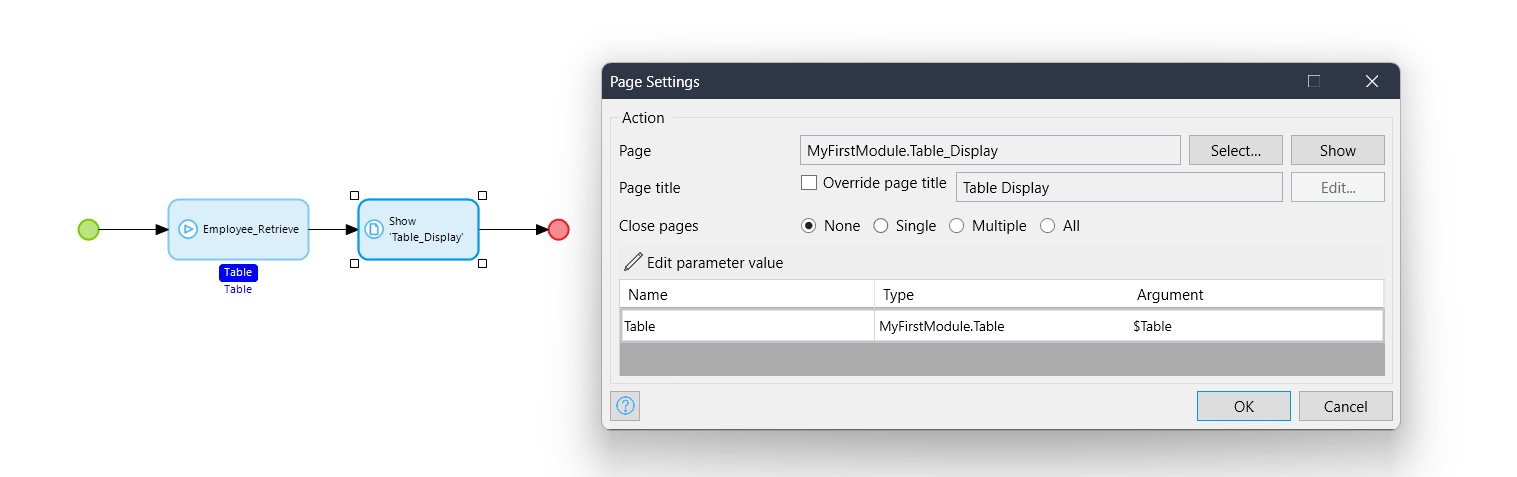 Page Settings
Action
Page
MyFirstModule.Table_Display
Select...
Show
Page title
Override page title
Table Display
Edit...
Close pages
None
Single
Multiple
All
Edit parameter value
Name
Type
Argument
Table
MyFirstModule.Table
$Table
?
OK
Cancel
Employee_Retrieve
Table
Table
Show
'Table_Display'